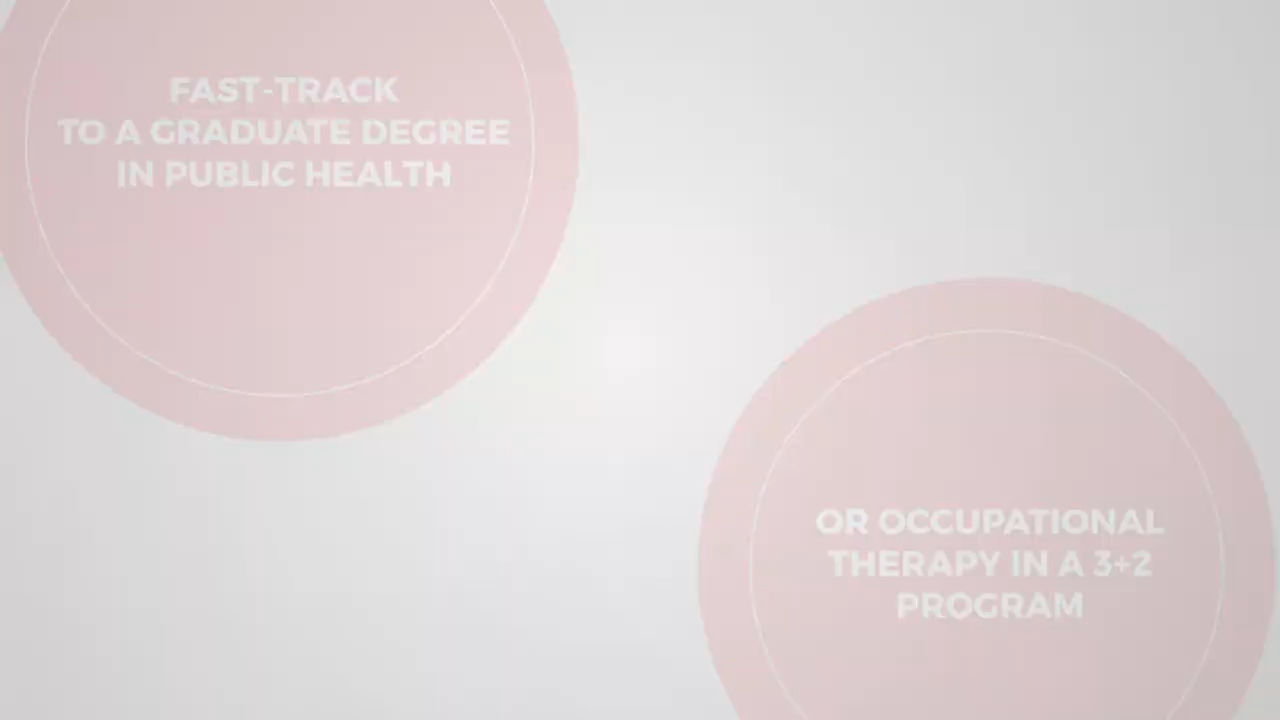 FAST-TRACK
TO A GRADUATE DEGREE
IN PUBLIC HEALTH
OR OCCUPATIONAL
THERAPY IN A 3+2
PROGRAM